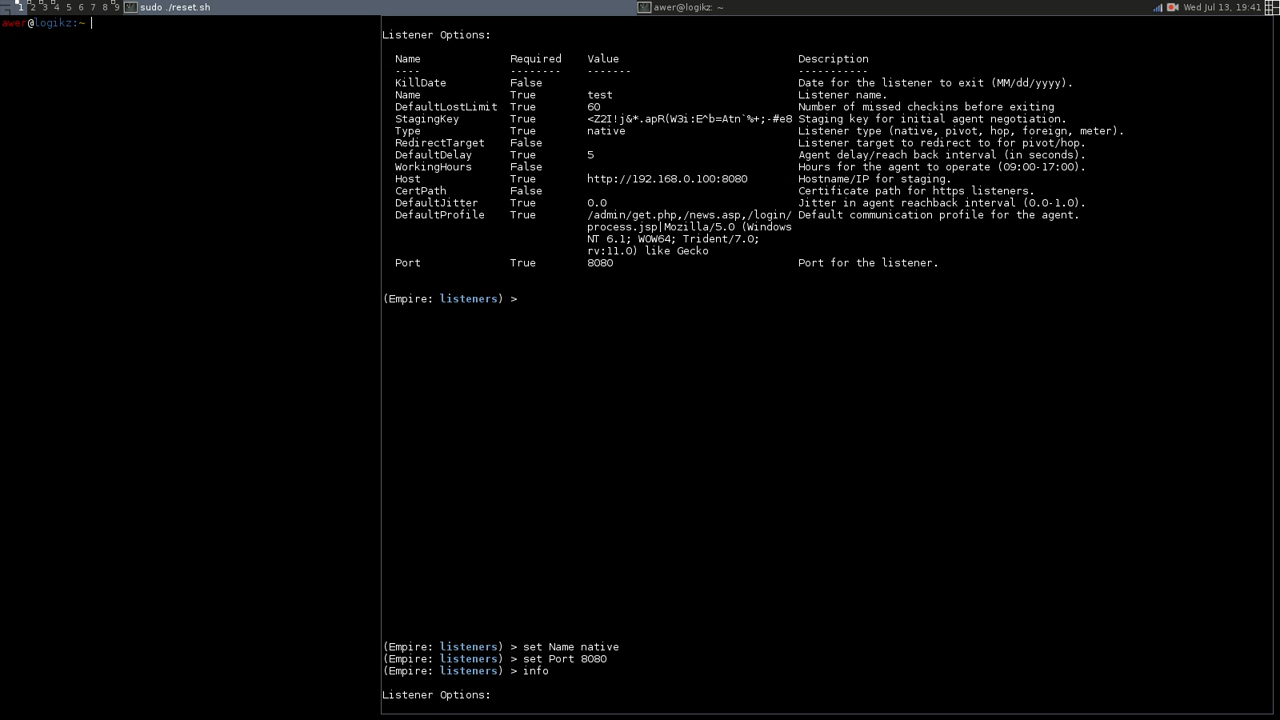 1 2 3 4 5 6 7 8 9 sudo ./reset.sh awer@logikz: ~ Wed Jul 13, 19:41
awer@logikz:~
Listener Options:
Name Required Value Description
---- -------- ------- -----------
KillDate False Date for the listener to exit (MM/dd/yyyy).
Name True test Listener name.
DefaultLostLimit True 60 Number of missed checkins before exiting
StagingKey True <Z2I!j&*.apR(W3i:E^b=Atn`%+;-#e8 Staging key for initial agent negotiation.
Type True native Listener type (native, pivot, hop, foreign, meter).
RedirectTarget False Listener target to redirect to for pivot/hop.
DefaultDelay True 5 Agent delay/reach back interval (in seconds).
WorkingHours False Hours for the agent to operate (09:00-17:00).
Host True http://192.168.0.100:8080 Hostname/IP for staging.
CertPath False Certificate path for https listeners.
DefaultJitter True 0.0 Jitter in agent reachback interval (0.0-1.0).
DefaultProfile True /admin/get.php,/news.asp,/login/ Default communication profile for the agent.
process.jsp|Mozilla/5.0 (Windows
NT 6.1; WOW64; Trident/7.0;
rv:11.0) like Gecko
Port True 8080 Port for the listener.
(Empire: listeners) >
(Empire: listeners) > set Name native
(Empire: listeners) > set Port 8080
(Empire: listeners) > info
Listener Options: